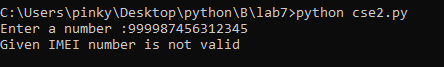 C:\Users\pinky\Desktop\python\B\lab7>python cse2.py
Enter a number :999987456312345
Given IMEI number is not valid